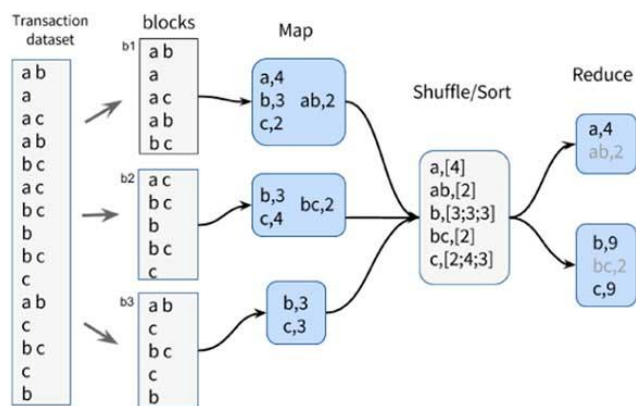 Transaction
dataset
a b
a
a c
a b
b c
a c
b c
b
b c
c
a b
c
b c
c
b
blocks
b1
a b
a
a c
a b
b c
b2
a c
b c
b
b c
c
b3
a b
c
b c
c
b
Map
a,4
b,3 ab,2
c,2
b,3 bc,2
c,4
b,3
c,3
Shuffle/Sort
a,[4]
ab,[2]
b,[3;3;3]
bc,[2]
c,[2;4;3]
Reduce
a,4
ab,2
b,9
bc,2
c,9